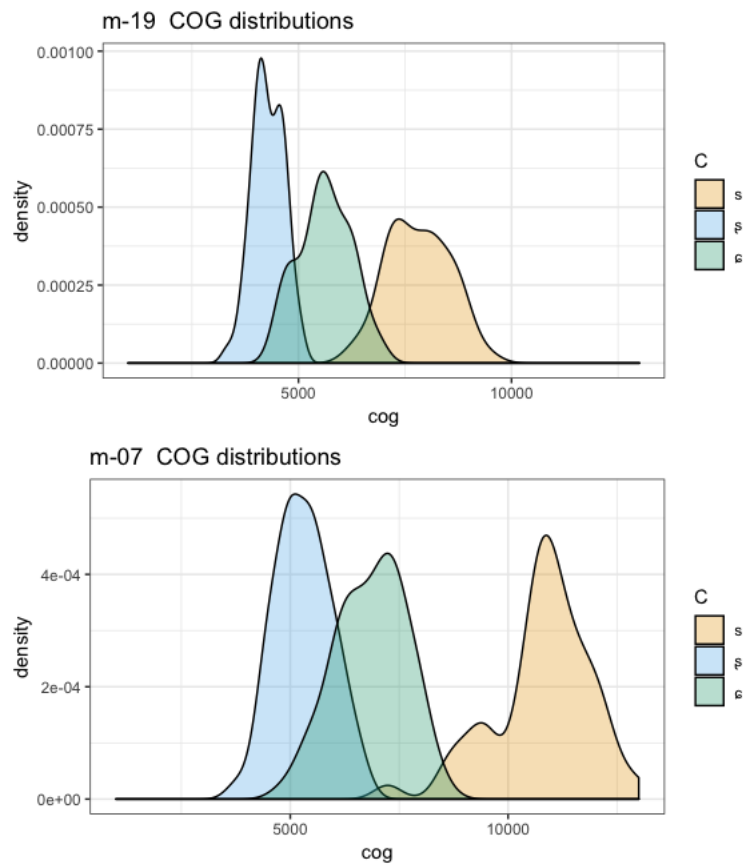 m-19 COG distributions
density
0.00100
0.00075
0.00050
0.00025
0.00000
5000 10000
cog
C
s
ʂ
ɕ
m-07 COG distributions
density
4e-04
2e-04
0e+00
5000 10000
cog
C
s
ʂ
ɕ